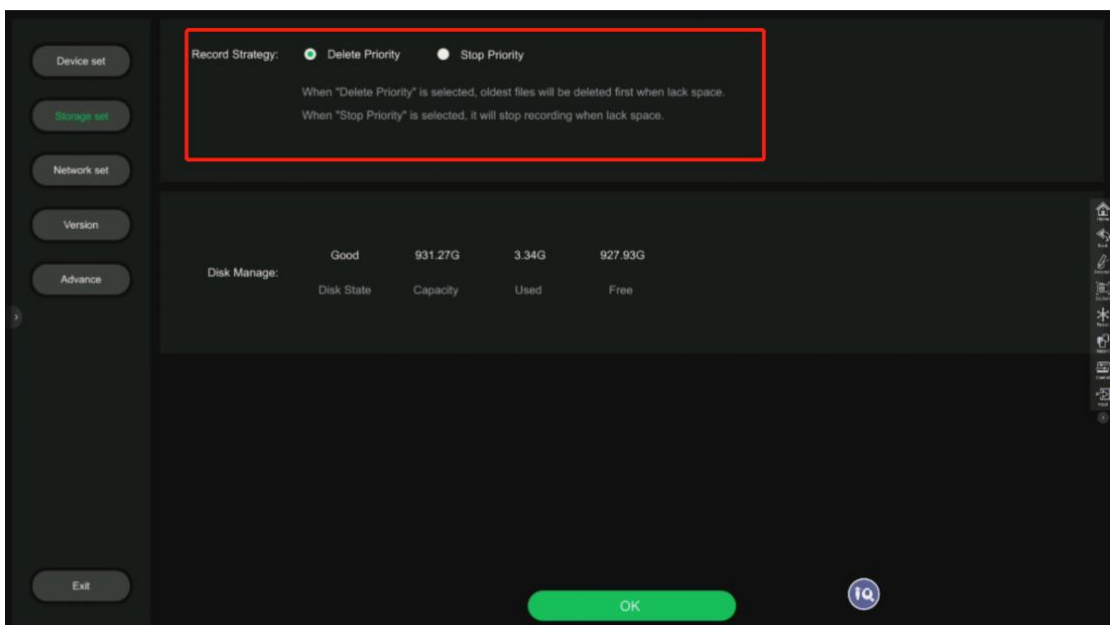 Device set
Storage set
Network set
Version
Advance
Exit
Record Strategy: Delete Priority Stop Priority
When "Delete Priority" is selected, oldest files will be deleted first when lack space.
When "Stop Priority" is selected, it will stop recording when lack space.
Disk Manage:
Good 931.27G 3.34G 927.93G
Disk State Capacity Used Free
OK
IQ